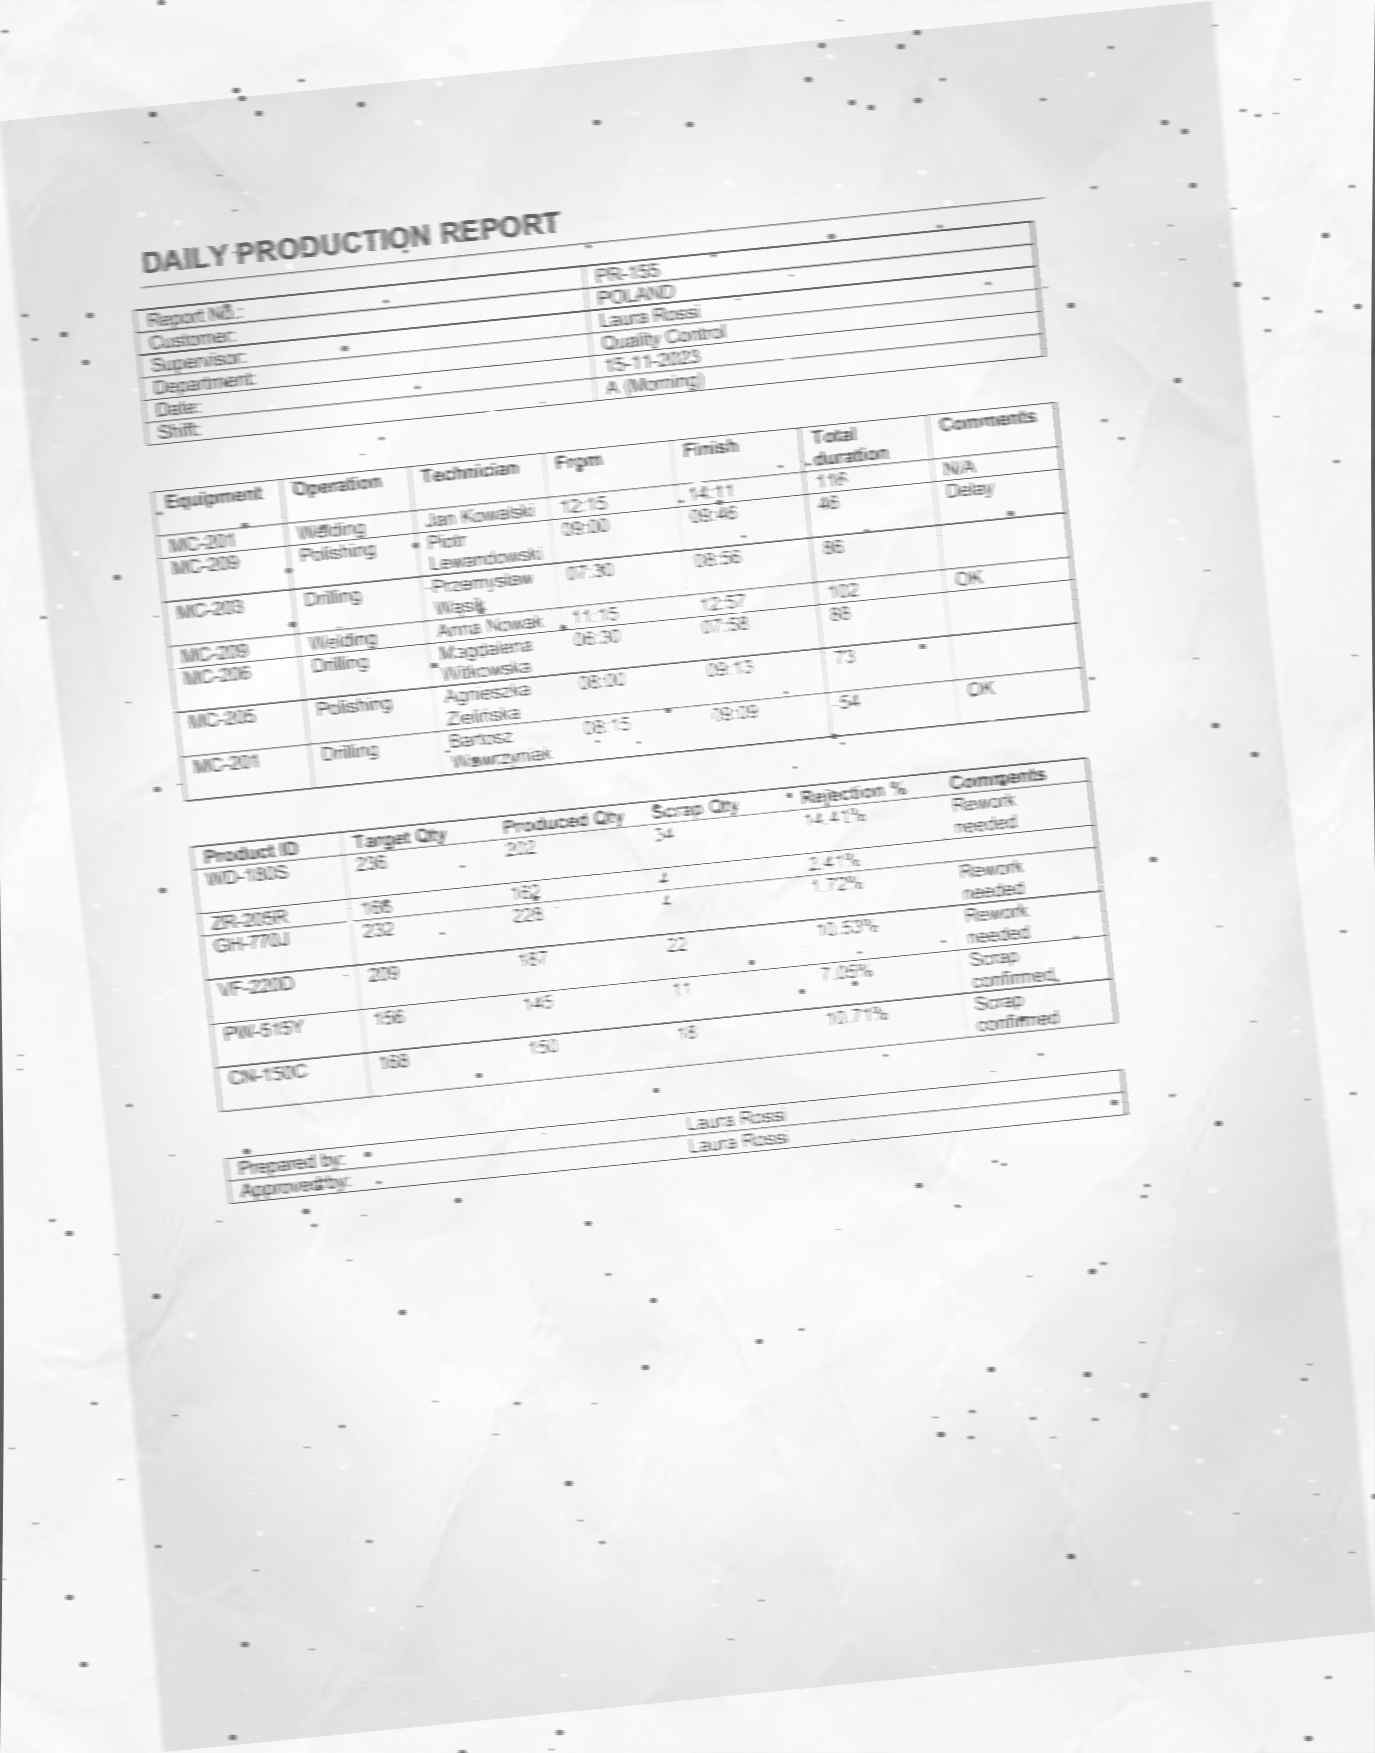 DAILY PRODUCTION REPORT
Report No.: PR-155
Customer: POLAND
Supervisor: Laura Rossi
Department: Quality Control
Date: 15-11-2023
Shift: A (Morning)
Equipment Operation Technician From Finish Total duration Comments
MC-201 Welding Jan Kowalski 12:15 14:11 116 N/A
MC-209 Polishing Piotr Lewandowski 09:00 09:46 46 Delay
MC-203 Drilling Przemysław Wąsik 07:30 08:56 86
MC-209 Welding Anna Nowak 11:15 12:57 102 OK
MC-206 Drilling Magdalena Witkowska 06:30 07:58 88
MC-205 Polishing Agnieszka Zielińska 08:00 09:13 73
MC-201 Drilling Bartosz Wawrzyniak 08:15 09:09 54 OK
Product ID Target Qty Produced Qty Scrap Qty Rejection % Comments
WD-180S 236 202 34 14.41% Rework needed
ZR-205R 166 162 4 2.41%
GH-770J 232 228 4 1.72% Rework needed
VF-220D 209 187 22 10.53% Rework needed
PW-515Y 156 145 11 7.05% Scrap confirmed
CN-150C 168 150 18 10.71% Scrap confirmed
Prepared by: Laura Rossi
Approved by: Laura Rossi